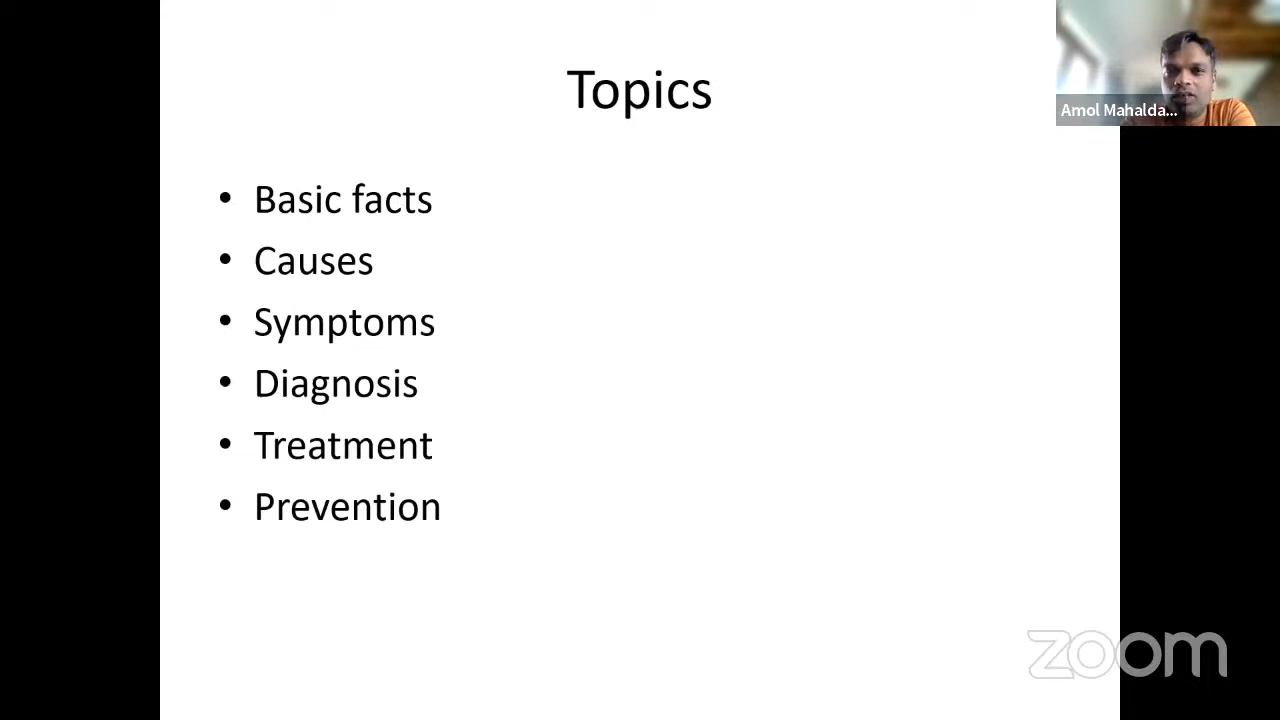 Topics
Amol Mahalda...
• Basic facts
• Causes
• Symptoms
• Diagnosis
• Treatment
• Prevention
zoom